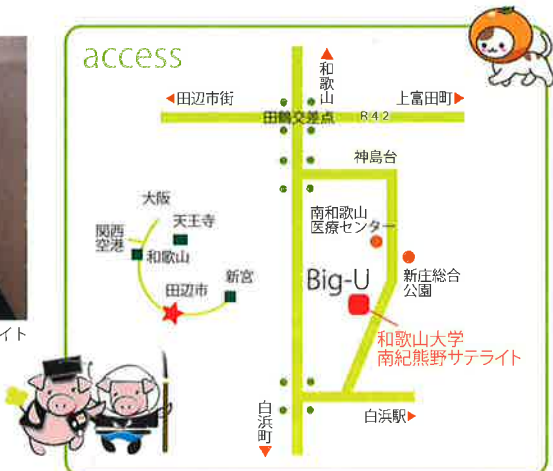 access
和歌山
田辺市街
上富田町
田鶴交差点
R42
神島台
大阪
天王寺
関西
空港
和歌山
田辺市
新宮
南和歌山
医療センター
Big-U
新庄総合
公園
和歌山大学
南紀熊野サテライト
白浜町
白浜駅
イト